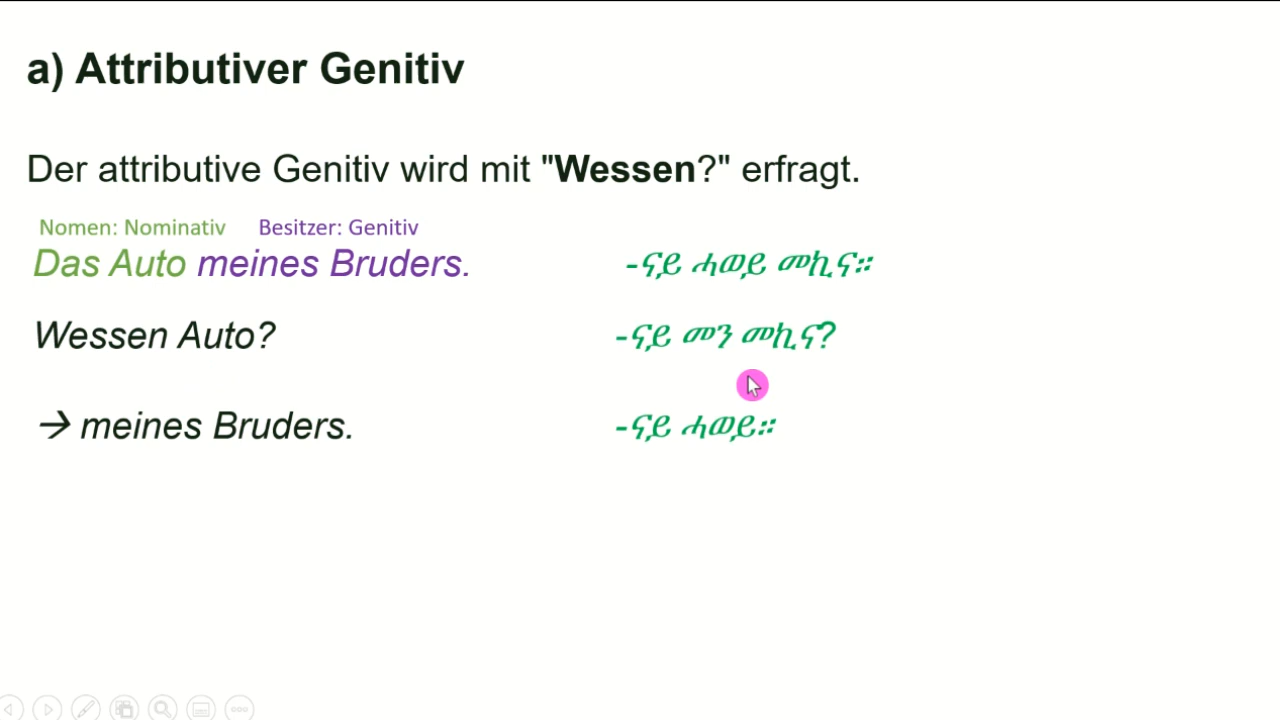 a) Attributiver Genitiv
Der attributive Genitiv wird mit "Wessen?" erfragt.
Nomen: Nominativ Besitzer: Genitiv
Das Auto meines Bruders. -ናይ ሓወይ መኪና።
Wessen Auto? -ናይ መን መኪና?
→ meines Bruders. -ናይ ሓወይ።